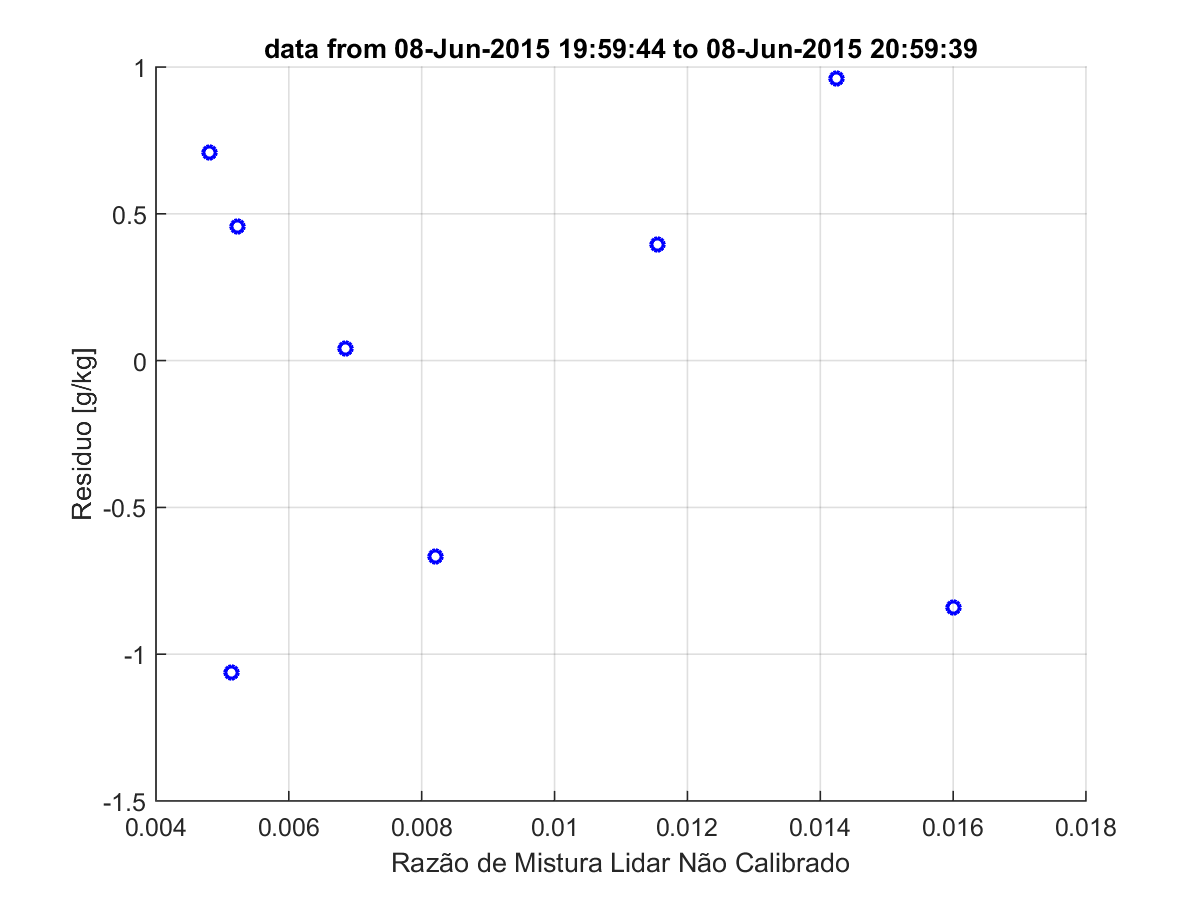 data from 08-Jun-2015 19:59:44 to 08-Jun-2015 20:59:39
1
0.5
0
-0.5
-1
-1.5
Residuo [g/kg]
0.004 0.006 0.008 0.01 0.012 0.014 0.016 0.018
Razão de Mistura Lidar Não Calibrado